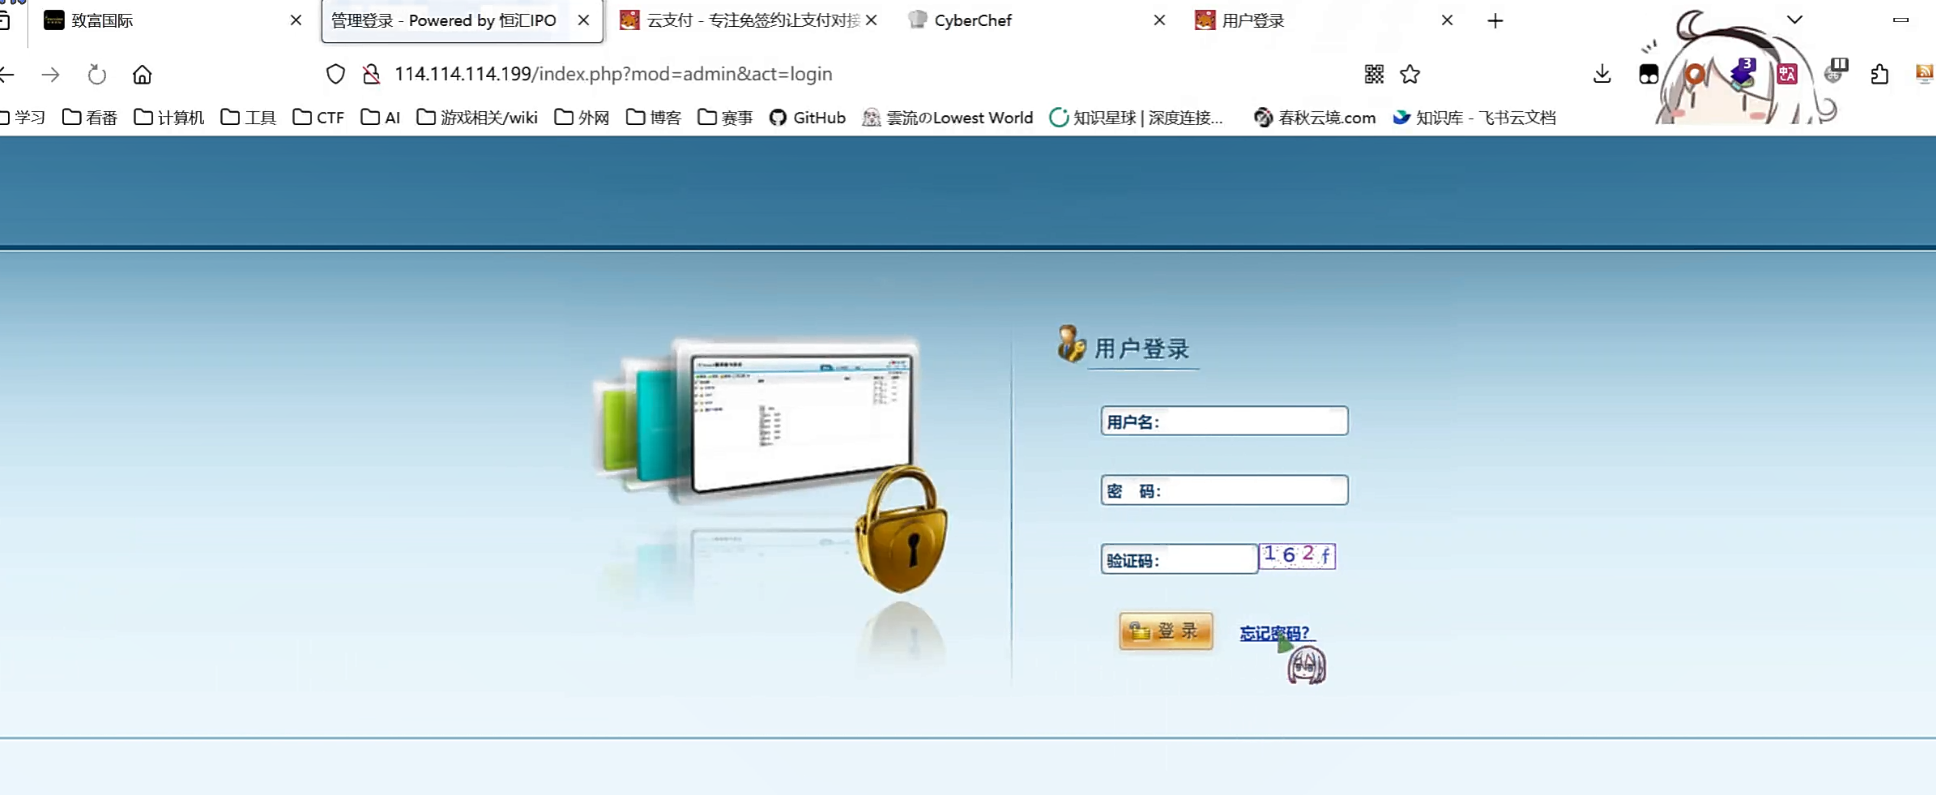 致富国际
管理登录 - Powered by 恒汇IPO
云支付 - 专注免签约让支付对接
CyberChef
用户登录
114.114.114.199/index.php?mod=admin&act=login
3
学习 看番 计算机 工具 CTF AI 游戏相关/wiki 外网 博客 赛事 GitHub 雲流のLowest World 知识星球 | 深度连接... 春秋云境.com 知识库 - 飞书云文档
用户登录
用户名:
密 码:
验证码: 162f
登 录 忘记密码?